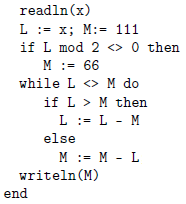 readln(x)
L := x; M:= 111
if L mod 2 <> 0 then
M := 66
while L <> M do
if L > M then
L := L - M
else
M := M - L
writeln(M)
end